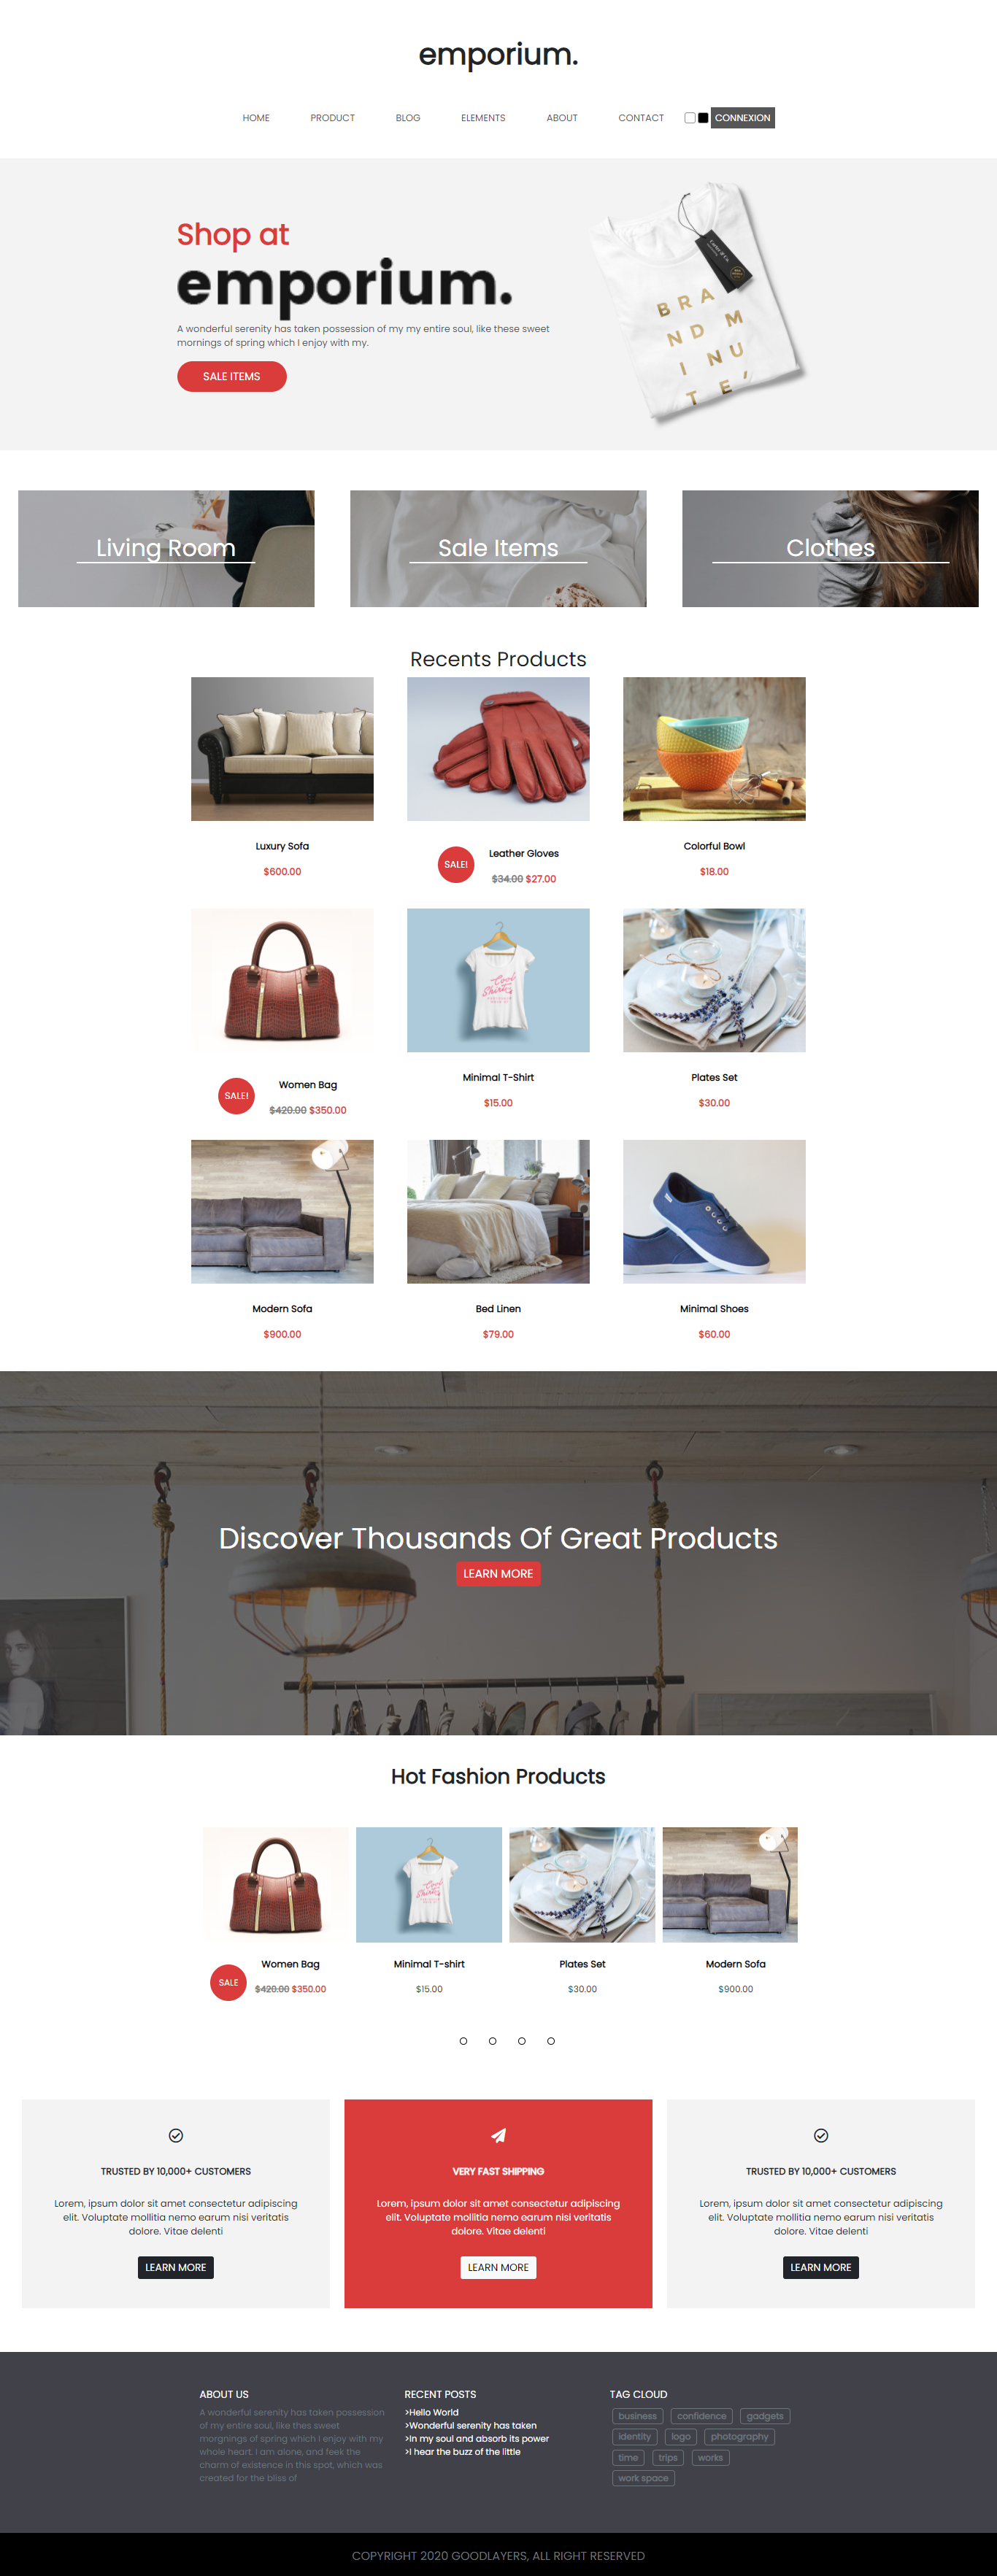 emporium.
HOME PRODUCT BLOG ELEMENTS ABOUT CONTACT CONNEXION
Shop at
emporium.
A wonderful serenity has taken possession of my my entire soul, like these sweet
mornings of spring which I enjoy with my.
SALE ITEMS
BRA
ND M
I NU
TE,
Living Room
Sale Items
Clothes
Recents Products
Luxury Sofa
$600.00
SALE!
Leather Gloves
$34.00 $27.00
Colorful Bowl
$18.00
SALE!
Women Bag
$420.00 $350.00
Minimal T-Shirt
$15.00
Plates Set
$30.00
Modern Sofa
$900.00
Bed Linen
$79.00
Minimal Shoes
$60.00
Discover Thousands Of Great Products
LEARN MORE
Hot Fashion Products
SALE
Women Bag
$420.00 $350.00
Minimal T-shirt
$15.00
Plates Set
$30.00
Modern Sofa
$900.00
TRUSTED BY 10,000+ CUSTOMERS
Lorem, ipsum dolor sit amet consectetur adipiscing
elit. Voluptate mollitia nemo earum nisi veritatis
dolore. Vitae delenti
LEARN MORE
VERY FAST SHIPPING
Lorem, ipsum dolor sit amet consectetur adipiscing
elit. Voluptate mollitia nemo earum nisi veritatis
dolore. Vitae delenti
LEARN MORE
TRUSTED BY 10,000+ CUSTOMERS
Lorem, ipsum dolor sit amet consectetur adipiscing
elit. Voluptate mollitia nemo earum nisi veritatis
dolore. Vitae delenti
LEARN MORE
ABOUT US
A wonderful serenity has taken possession
of my entire soul, like thes sweet
morgnings of spring which I enjoy with my
whole heart. I am alone, and feek the
charm of existence in this spot, which was
created for the bliss of
RECENT POSTS
>Hello World
>Wonderful serenity has taken
>In my soul and absorb its power
>I hear the buzz of the little
TAG CLOUD
business confidence gadgets
identity logo photography
time trips works
work space
COPYRIGHT 2020 GOODLAYERS, ALL RIGHT RESERVED